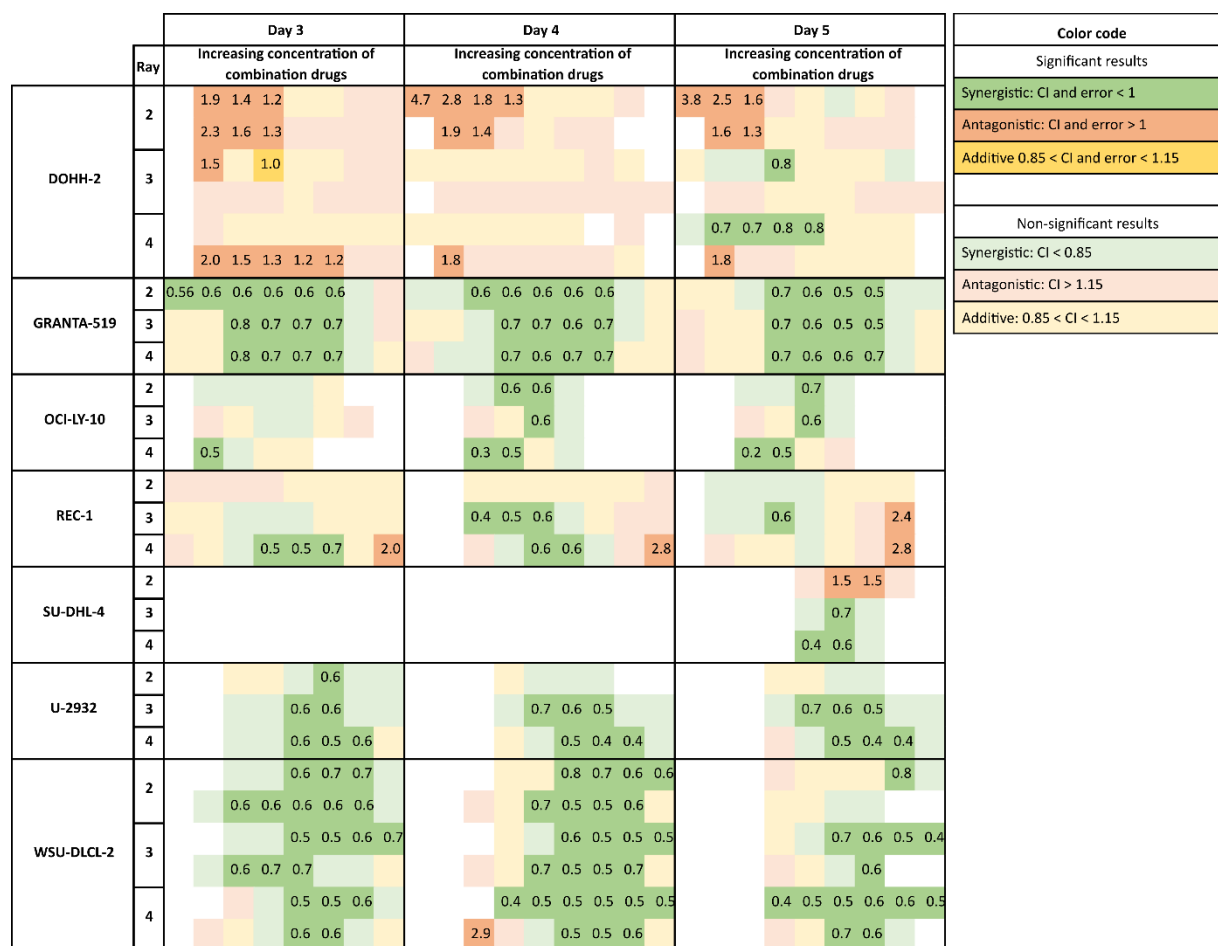 Day 3 Day 4 Day 5
Ray Increasing concentration of combination drugs Increasing concentration of combination drugs Increasing concentration of combination drugs
DOHH-2
2
1.9 1.4 1.2 4.7 2.8 1.8 1.3 3.8 2.5 1.6
2.3 1.6 1.3 1.9 1.4 1.6 1.3
3
1.5 1.0 0.8
4
0.7 0.7 0.8 0.8
2.0 1.5 1.3 1.2 1.2 1.8 1.8
GRANTA-519
2 0.56 0.6 0.6 0.6 0.6 0.6 0.6 0.6 0.6 0.6 0.6 0.7 0.6 0.5 0.5
3 0.8 0.7 0.7 0.7 0.7 0.7 0.6 0.7 0.7 0.6 0.5 0.5
4 0.8 0.7 0.7 0.7 0.7 0.6 0.7 0.7 0.7 0.6 0.6 0.7
OCI-LY-10
2 0.6 0.6 0.7
3 0.6 0.6
4 0.5 0.3 0.5 0.2 0.5
REC-1
2
3 0.4 0.5 0.6 0.6 2.4
4 0.5 0.5 0.7 2.0 0.6 0.6 2.8 2.8
SU-DHL-4
2 1.5 1.5
3 0.7
4 0.4 0.6
U-2932
2 0.6
3 0.6 0.6 0.7 0.6 0.5 0.7 0.6 0.5
4 0.6 0.5 0.6 0.5 0.4 0.4 0.5 0.4 0.4
WSU-DLCL-2
2
0.6 0.7 0.7 0.8 0.7 0.6 0.6 0.8
0.6 0.6 0.6 0.6 0.6 0.7 0.5 0.5 0.6
3
0.5 0.5 0.6 0.7 0.6 0.5 0.5 0.5 0.7 0.6 0.5 0.4
0.6 0.7 0.7 0.7 0.5 0.5 0.7 0.6
4
0.5 0.5 0.6 0.4 0.5 0.5 0.5 0.5 0.5 0.4 0.5 0.5 0.6 0.6 0.5
0.6 0.6 2.9 0.5 0.5 0.6 0.7 0.6
Color code
Significant results
Synergistic: CI and error < 1
Antagonistic: CI and error > 1
Additive 0.85 < CI and error < 1.15
Non-significant results
Synergistic: CI < 0.85
Antagonistic: CI > 1.15
Additive: 0.85 < CI < 1.15